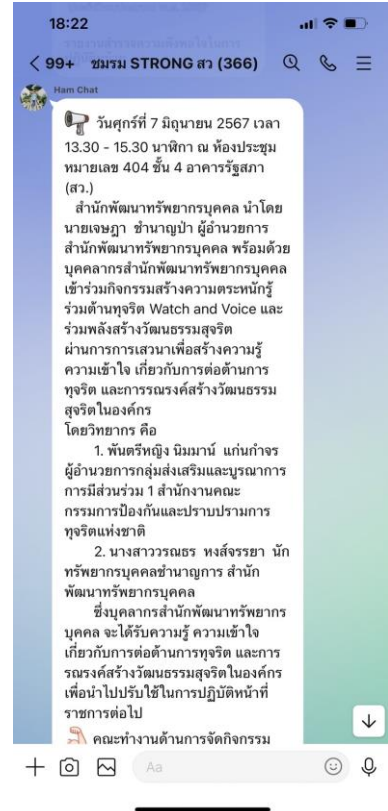 18:22
99+ ชมรม STRONG สว (366)
Ham Chat
วันศุกร์ที่ 7 มิถุนายน 2567 เวลา
13.30 - 15.30 นาฬิกา ณ ห้องประชุม
หมายเลข 404 ชั้น 4 อาคารรัฐสภา
(สว.)
สำนักพัฒนาทรัพยากรบุคคล นำโดย
นายเจษฎา ชำนาญป่า ผู้อำนวยการ
สำนักพัฒนาทรัพยากรบุคคล พร้อมด้วย
บุคลากรสำนักพัฒนาทรัพยากรบุคคล
เข้าร่วมกิจกรรมสร้างความตระหนักรู้
ร่วมต้านทุจริต Watch and Voice และ
ร่วมพลังสร้างวัฒนธรรมสุจริต
ผ่านการการเสวนาเพื่อสร้างความรู้
ความเข้าใจ เกี่ยวกับการต่อต้านการ
ทุจริต และการรณรงค์สร้างวัฒนธรรม
สุจริตในองค์กร
โดยวิทยากร คือ
1. พันตรีหญิง นิมมาน์ แก่นกำจร
ผู้อำนวยการกลุ่มส่งเสริมและบูรณาการ
การมีส่วนร่วม 1 สำนักงานคณะ
กรรมการป้องกันและปราบปรามการ
ทุจริตแห่งชาติ
2. นางสาววรณธร หงส์จรรยา นัก
ทรัพยากรบุคคลชำนาญการ สำนัก
พัฒนาทรัพยากรบุคคล
ซึ่งบุคลากรสำนักพัฒนาทรัพยากร
บุคคล จะได้รับความรู้ ความเข้าใจ
เกี่ยวกับการต่อต้านการทุจริต และการ
รณรงค์สร้างวัฒนธรรมสุจริตในองค์กร
เพื่อนำไปปรับใช้ในการปฏิบัติหน้าที่
ราชการต่อไป
คณะทำงานด้านการจัดกิจกรรม
Aa